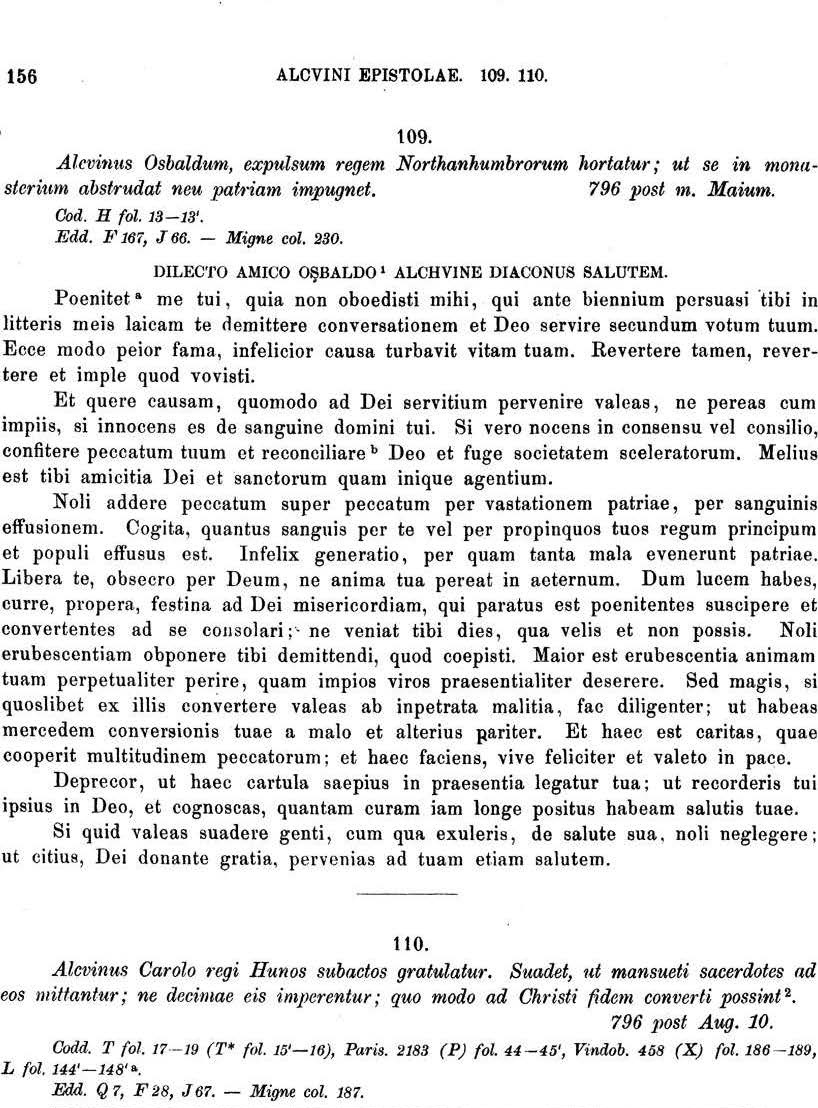 156 ALCVINI EPISTOLAE. 109. 110.
109.
Alcvinus Osbaldum, expulsum regem Northanhumbrorum hortatur; ut se in mona-
sterium abstrudat neu patriam impugnet. 796 post m. Maium.
Cod. H fol. 13—13'.
Edd. F 167, J 66. — Migne col. 230.
DILECTO AMICO OSBALDO¹ ALCHVINE DIACONUS SALUTEM.
Poenitet ᵃ me tui, quia non oboedisti mihi, qui ante biennium persuasi tibi in
litteris meis laicam te demittere conversationem et Deo servire secundum votum tuum.
Ecce modo peior fama, infelicior causa turbavit vitam tuam. Revertere tamen, rever-
tere et imple quod vovisti.
Et quere causam, quomodo ad Dei servitium pervenire valeas, ne pereas cum
impiis, si innocens es de sanguine domini tui. Si vero nocens in consensu vel consilio,
confitere peccatum tuum et reconciliare ᵇ Deo et fuge societatem sceleratorum. Melius
est tibi amicitia Dei et sanctorum quam inique agentium.
Noli addere peccatum super peccatum per vastationem patriae, per sanguinis
effusionem. Cogita, quantus sanguis per te vel per propinquos tuos regum principum
et populi effusus est. Infelix generatio, per quam tanta mala evenerunt patriae.
Libera te, obsecro per Deum, ne anima tua pereat in aeternum. Dum lucem habes,
curre, propera, festina ad Dei misericordiam, qui paratus est poenitentes suscipere et
convertentes ad se consolari; ne veniat tibi dies, qua velis et non possis. Noli
erubescentiam obponere tibi demittendi, quod coepisti. Maior est erubescentia animam
tuam perpetualiter perire, quam impios viros praesentialiter deserere. Sed magis, si
quoslibet ex illis convertere valeas ab inpetrata malitia, fac diligenter; ut habeas
mercedem conversionis tuae a malo et alterius pariter. Et haec est caritas, quae
cooperit multitudinem peccatorum; et haec faciens, vive feliciter et valeto in pace.
Deprecor, ut haec cartula saepius in praesentia legatur tua; ut recorderis tui
ipsius in Deo, et cognoscas, quantam curam iam longe positus habeam salutis tuae.
Si quid valeas suadere genti, cum qua exuleris, de salute sua, noli neglegere;
ut citius, Dei donante gratia, pervenias ad tuam etiam salutem.
110.
Alcvinus Carolo regi Hunos subactos gratulatur. Suadet, ut mansueti sacerdotes ad
eos mittantur; ne decimae eis imperentur; quo modo ad Christi fidem converti possint².
796 post Aug. 10.
Codd. T fol. 17—19 (T* fol. 15'—16), Paris. 2183 (P) fol. 44—45', Vindob. 458 (X) fol. 186—189,
L fol. 144'—148' ᵃ.
Edd. Q 7, F 28, J 67. — Migne col. 187.